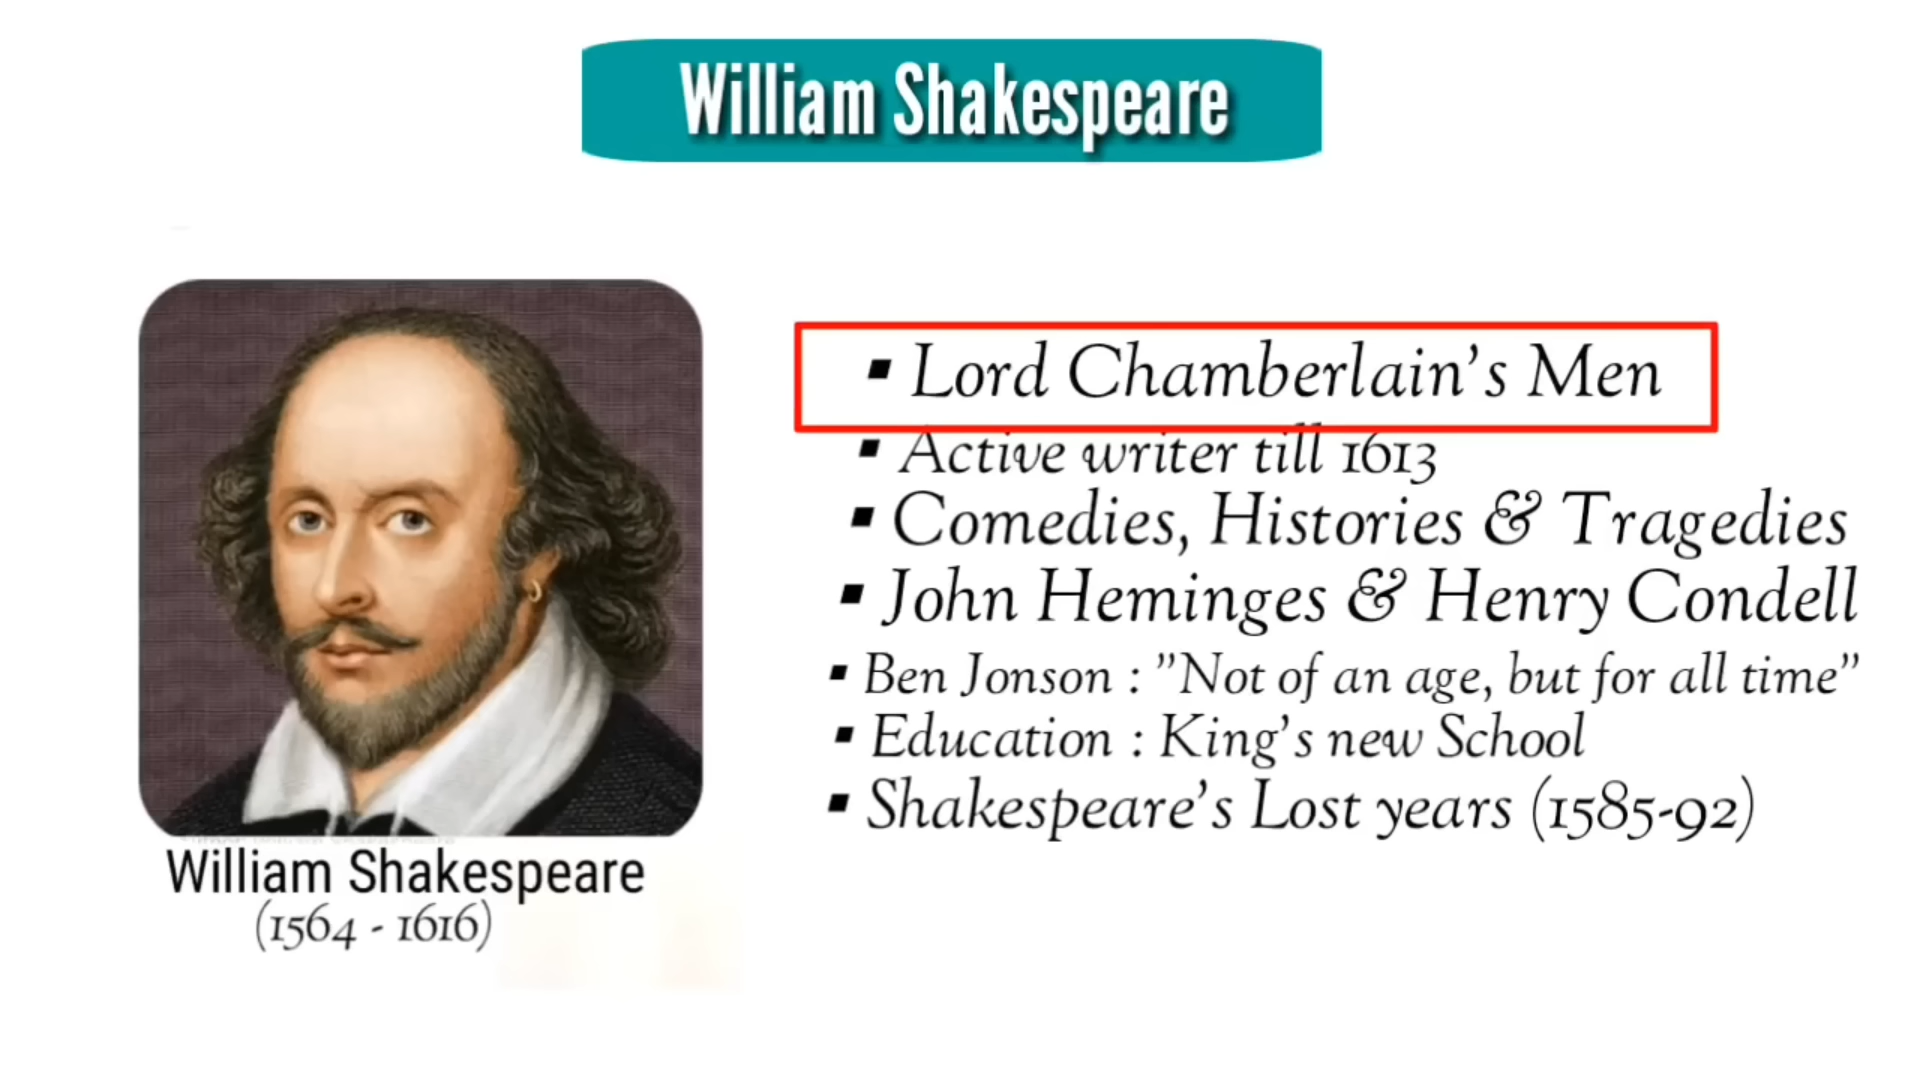 William Shakespeare
▪ Lord Chamberlain's Men
▪ Active writer till 1613
▪ Comedies, Histories & Tragedies
▪ John Heminges & Henry Condell
▪ Ben Jonson : "Not of an age, but for all time"
▪ Education : King's new School
▪ Shakespeare's Lost years (1585-92)
William Shakespeare
(1564 - 1616)